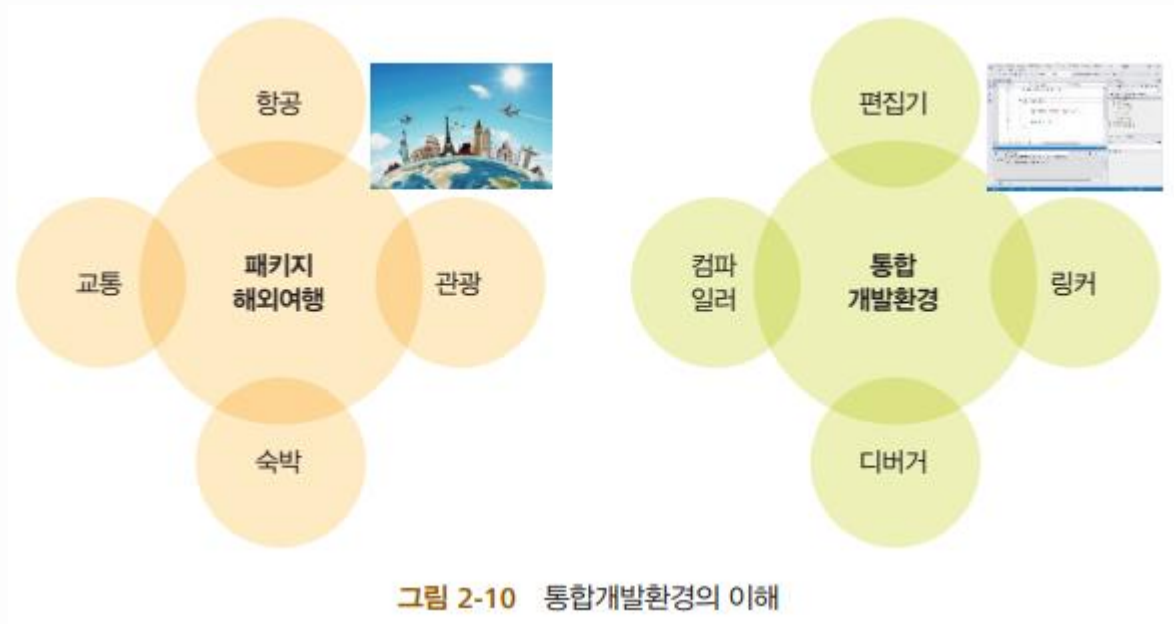 항공
교통
패키지
해외여행
관광
숙박
편집기
컴파
일러
통합
개발환경
링커
디버거
그림 2-10 통합개발환경의 이해